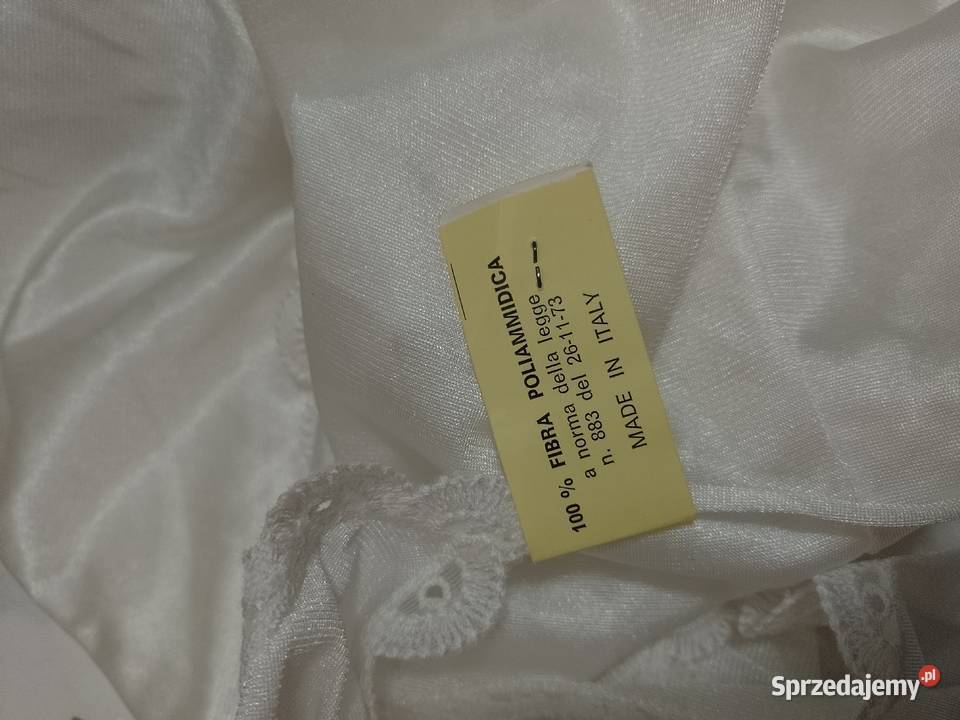 100 % FIBRA POLIAMMIDICA
a norma della legge
n. 883 del 26-11-73
MADE IN ITALY
Sprzedajemy.pl